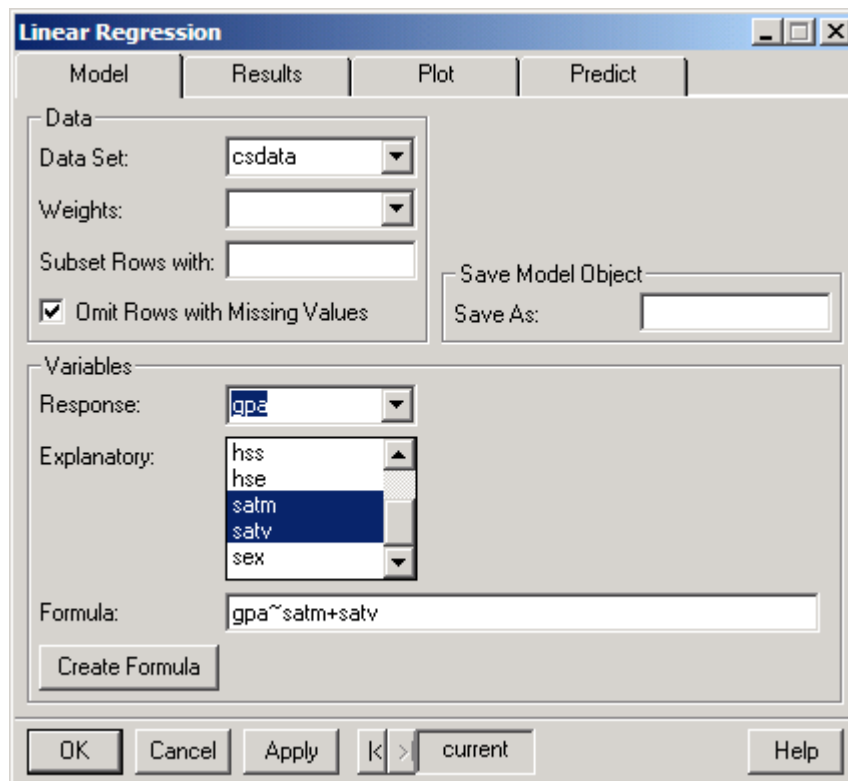 Linear Regression
Model Results Plot Predict
Data
Data Set: csdata
Weights:
Subset Rows with:
Omit Rows with Missing Values
Save Model Object
Save As:
Variables
Response: gpa
Explanatory: hss
hse
satm
satv
sex
Formula: gpa~satm+satv
Create Formula
OK Cancel Apply |< >| current Help